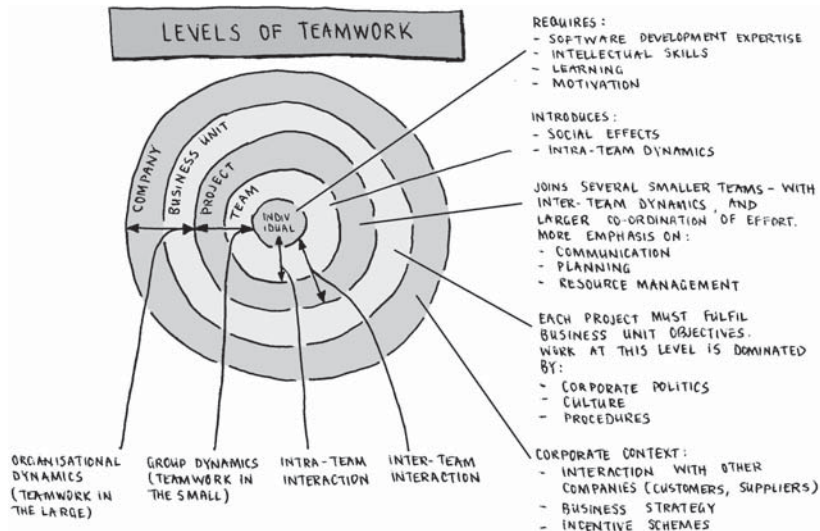 LEVELS OF TEAMWORK
COMPANY
BUSINESS UNIT
PROJECT
TEAM
INDIV
IDUAL
REQUIRES:
- SOFTWARE DEVELOPMENT EXPERTISE
- INTELLECTUAL SKILLS
- LEARNING
- MOTIVATION
INTRODUCES:
- SOCIAL EFFECTS
- INTRA-TEAM DYNAMICS
JOINS SEVERAL SMALLER TEAMS - WITH
INTER-TEAM DYNAMICS, AND
LARGER CO-ORDINATION OF EFFORT.
MORE EMPHASIS ON:
- COMMUNICATION
- PLANNING
- RESOURCE MANAGEMENT
EACH PROJECT MUST FULFIL
BUSINESS UNIT OBJECTIVES.
WORK AT THIS LEVEL IS DOMINATED
BY:
- CORPORATE POLITICS
- CULTURE
- PROCEDURES
CORPORATE CONTEXT:
- INTERACTION WITH OTHER
COMPANIES (CUSTOMERS, SUPPLIERS)
- BUSINESS STRATEGY
- INCENTIVE SCHEMES
ORGANISATIONAL
DYNAMICS
(TEAMWORK IN
THE LARGE)
GROUP DYNAMICS
(TEAMWORK IN
THE SMALL)
INTRA-TEAM
INTERACTION
INTER-TEAM
INTERACTION